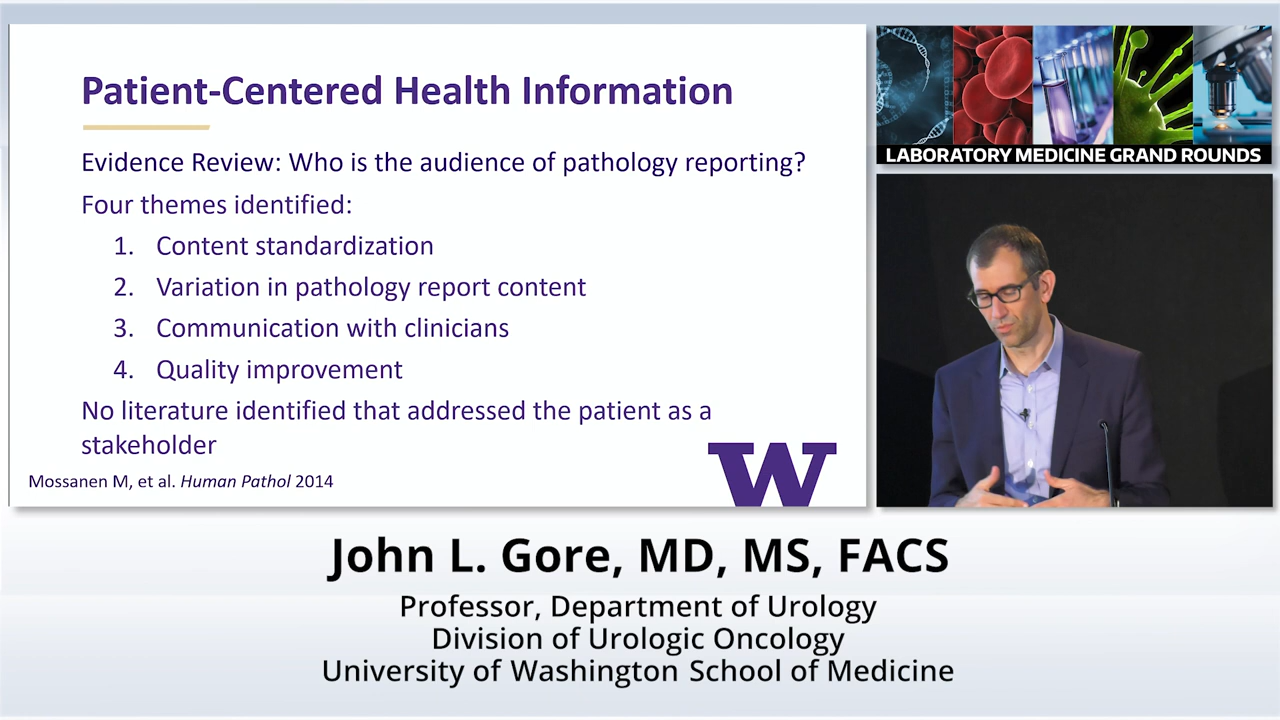 Patient-Centered Health Information
Evidence Review: Who is the audience of pathology reporting?
Four themes identified:
1. Content standardization
2. Variation in pathology report content
3. Communication with clinicians
4. Quality improvement
No literature identified that addressed the patient as a
stakeholder
Mossanen M, et al. Human Pathol 2014
W
LABORATORY MEDICINE GRAND ROUNDS
John L. Gore, MD, MS, FACS
Professor, Department of Urology
Division of Urologic Oncology
University of Washington School of Medicine